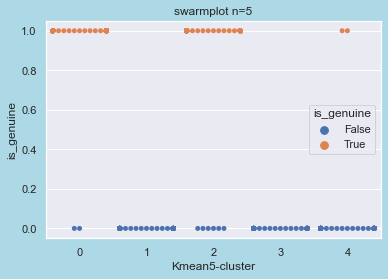 swarmplot n=5
is_genuine
1.0
0.8
0.6
0.4
0.2
0.0
is_genuine
False
True
0
1
2
3
4
Kmean5-cluster